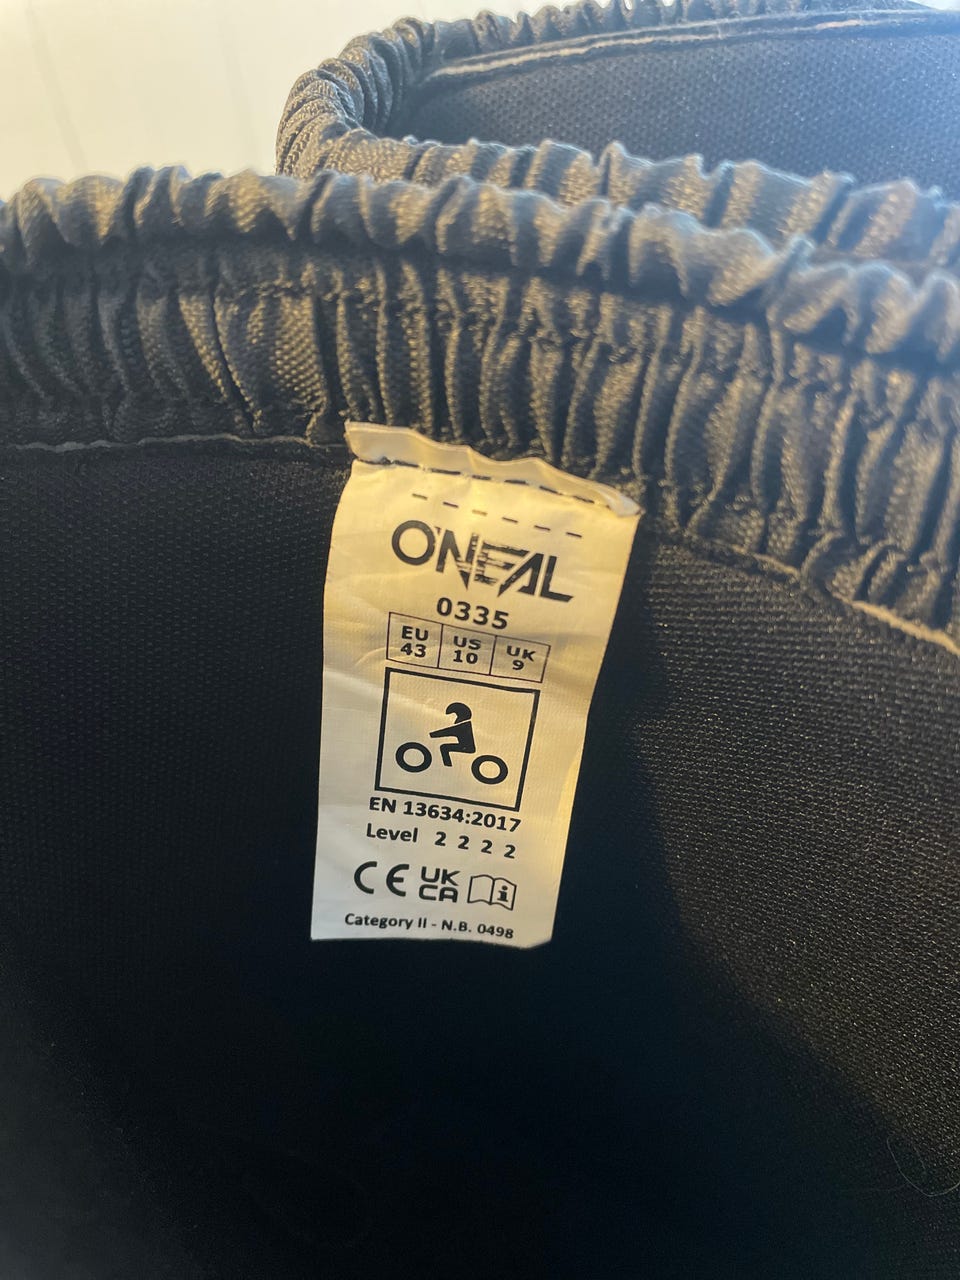 O'NEAL
0335
EU US UK
43 10 9
EN 13634:2017
Level 2 2 2 2
CE UK CA i
Category II - N.B. 0498